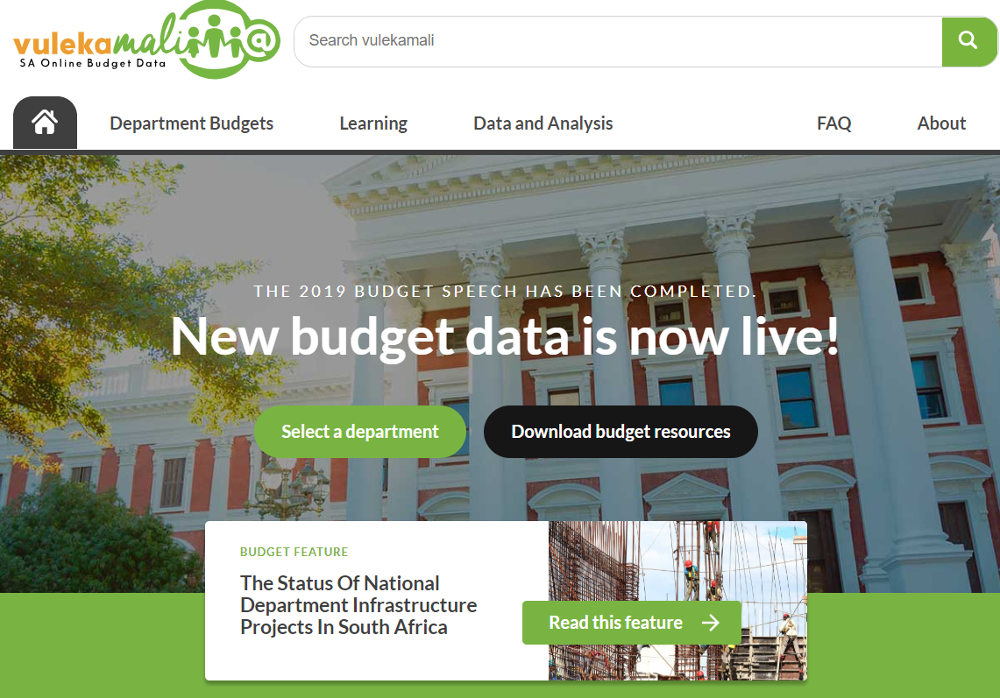 vulekamali
SA Online Budget Data
@
Search vulekamali
Department Budgets
Learning
Data and Analysis
FAQ
About
THE 2019 BUDGET SPEECH HAS BEEN COMPLETED.
New budget data is now live!
Select a department
Download budget resources
BUDGET FEATURE
The Status Of National
Department Infrastructure
Projects In South Africa
Read this feature